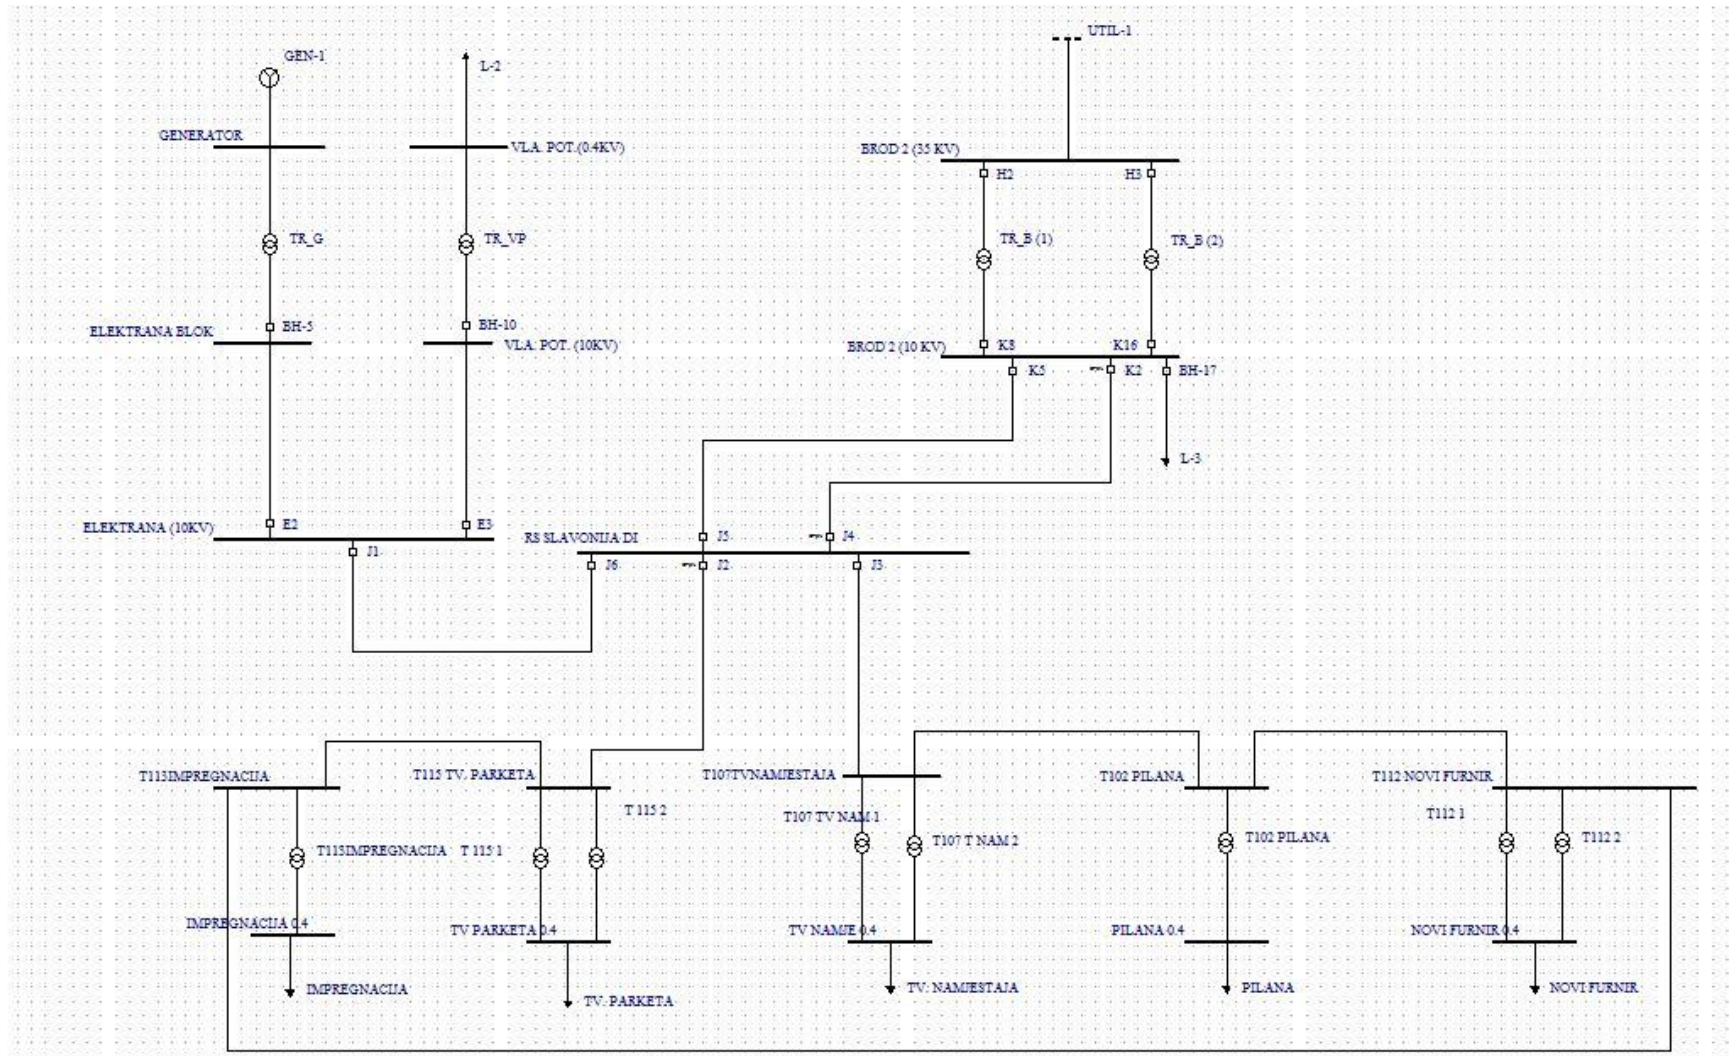 UTIL-1
GEN-1
L-2
GENERATOR
VLA. POT.(0.4KV)
BROD 2 (35 KV)
H2
H3
TR_G
TR_VP
TR_B (1)
TR_B (2)
ELEKTRANA BLOK
BH-5
BH-10
VLA. POT. (10KV)
BROD 2 (10 KV)
K8
K16
K5
K2
BH-17
L-3
ELEKTRANA (10KV)
E2
E3
RS SLAVONIJA DI
J5
J4
J1
J6
J2
J3
T113IMPREGNACIJA
T115 TV. PARKETA
T107TVNAMJESTAJA
T102 PILANA
T112 NOVI FURNIR
T 115 2
T107 TV NAM 1
T112 1
T113IMPREGNACIJA
T 115 1
T107 T NAM 2
T102 PILANA
T112 2
IMPREGNACIJA 0.4
TV PARKETA 0.4
TV NAMJE 0.4
PILANA 0.4
NOVI FURNIR 0.4
IMPREGNACIJA
TV. PARKETA
TV. NAMJESTAJA
PILANA
NOVI FURNIR